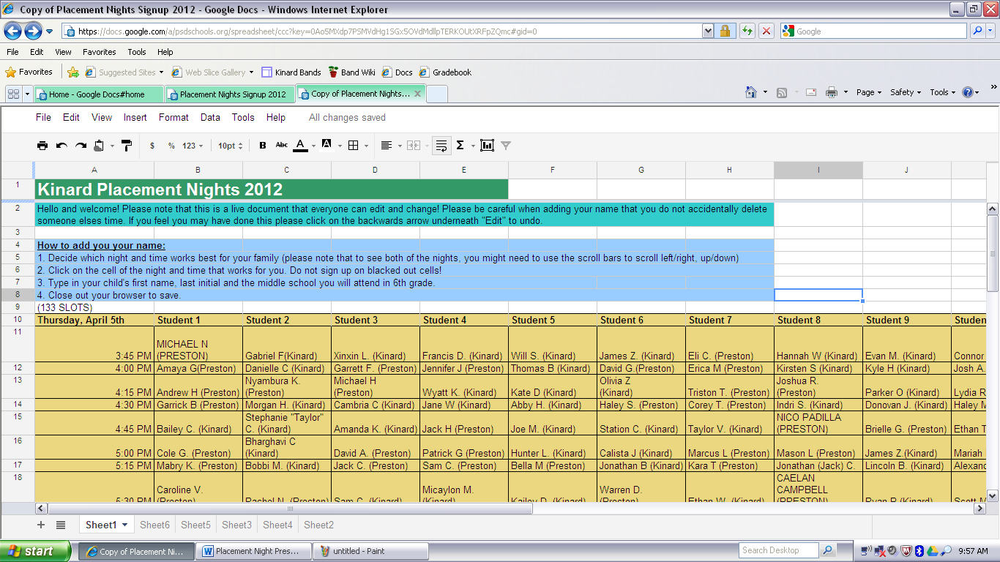 Copy of Placement Nights Signup 2012 - Google Docs - Windows Internet Explorer
https://docs.google.com/a/psdschools.org/spreadsheet/ccc?key=0Ao5MXdp7PSMVdHg1SGx5OVdMdllpTERKOUtXRFpZQmc#gid=0 Google
File Edit View Favorites Tools Help
Favorites Suggested Sites Web Slice Gallery Kinard Bands Band Wiki Docs Gradebook
Home - Google Docs#home Placement Nights Signup 2012 Copy of Placement Nights... Page Safety Tools
File Edit View Insert Format Data Tools Help All changes saved
$ % 123 10pt B Abc A A Σ
A B C D E F G H I J
1 Kinard Placement Nights 2012
2 Hello and welcome! Please note that this is a live document that everyone can edit and change! Please be careful when adding your name that you do not accidentally delete
someone elses time. If you feel you may have done this please click on the backwards arrow underneath "Edit" to undo.
3
4 How to add you your name:
5 1. Decide which night and time works best for your family (please note that to see both of the nights, you might need to use the scroll bars to scroll left/right, up/down)
6 2. Click on the cell of the night and time that works for you. Do not sign up on blacked out cells!
7 3. Type in your child's first name, last initial and the middle school you will attend in 6th grade.
8 4. Close out your browser to save.
9 (133 SLOTS)
10 Thursday, April 5th Student 1 Student 2 Student 3 Student 4 Student 5 Student 6 Student 7 Student 8 Student 9 Studen
11 3:45 PM MICHAEL N (PRESTON) Gabriel F(Kinard) Xinxin L. (Kinard) Francis D. (Kinard) Will S. (Kinard) James Z. (Kinard) Eli C. (Preston) Hannah W (Kinard) Evan M. (Kinard) Connor
12 4:00 PM Amaya G(Preston) Danielle C (Kinard) Garrett F. (Preston) Jennifer J (Preston) Thomas B (Kinard) David G.(Preston) Erica M (Preston) Kirsten S (Kinard) Kyle H (Kinard) Josh A.
13 4:15 PM Andrew H (Preston) Nyambura K. (Preston) Michael H (Preston) Wyatt K. (Kinard) Kate D (Kinard) Olivia Z (Kinard) Triston T. (Preston) Joshua R. (Preston) Parker O (Kinard) Lydia R
14 4:30 PM Garrick B (Preston) Morgan H. (Kinard) Cambria C (Kinard) Jane W (Kinard) Abby H. (Kinard) Haley S. (Preston) Corey T. (Preston) Indri S. (Kinard) Donovan J. (Kinard) Haley M
15 4:45 PM Bailey C. (Kinard) Stephanie "Taylor" C. (Kinard) Amanda K. (Kinard) Jack H (Preston) Joe M. (Kinard) Station C. (Kinard) Taylor V. (Kinard) NICO PADILLA (PRESTON) Brielle G. (Preston) Ethan T
16 5:00 PM Cole G. (Preston) Bharghavi C (Kinard) David A. (Preston) Patrick G (Preston) Hunter L. (Kinard) Calista J (Kinard) Marcus L (Preston) Mason L (Preston) James Z.(Kinard) Mariah
17 5:15 PM Mabry K. (Preston) Bobbi M. (Kinard) Jack C. (Preston) Sam C. (Preston) Bella M (Preston) Jonathan B (Kinard) Kara T (Preston) Jonathan (Jack) C. Lincoln B. (Kinard) Alexand
18 5:30 PM Caroline V. (Preston) Rachel N. (Preston) Sam C. (Kinard) Micaylon M. (Kinard) Kailey D. (Kinard) Warren D. (Preston) Ethan W. (Kinard) CAELAN CAMPBELL (PRESTON) Ryan P (Kinard) Scott M
Sheet1 Sheet6 Sheet5 Sheet3 Sheet4 Sheet2
start Copy of Placement Ni... Placement Night Pres... untitled - Paint Search Desktop 9:57 AM